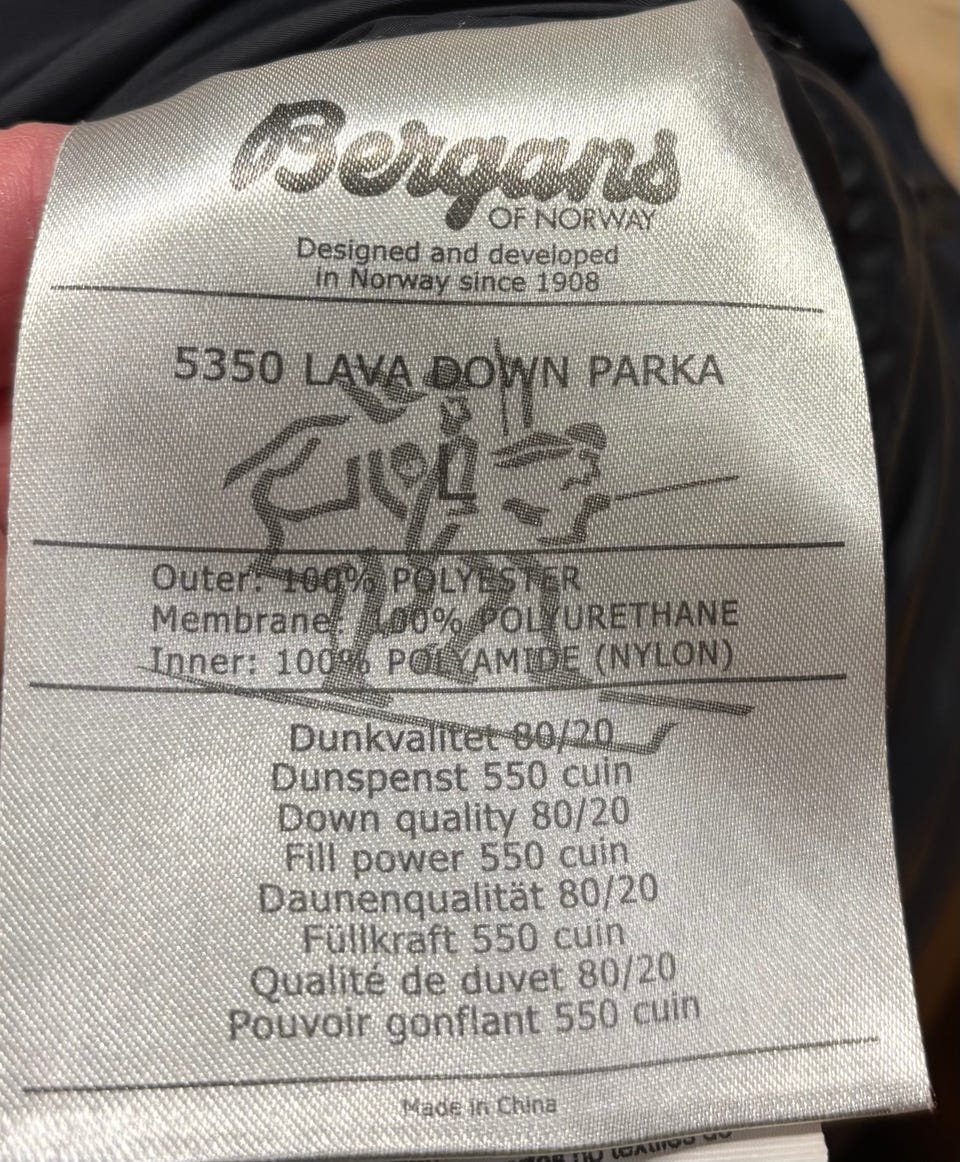 Bergans
OF NORWAY
Designed and developed
in Norway since 1908
5350 LAVA DOWN PARKA
Outer: 100% POLYESTER
Membrane: 100% POLYURETHANE
Inner: 100% POLYAMIDE (NYLON)
Dunkvalitet 80/20
Dunspenst 550 cuin
Down quality 80/20
Fill power 550 cuin
Daunenqualität 80/20
Füllkraft 550 cuin
Qualité de duvet 80/20
Pouvoir gonflant 550 cuin
Made in China